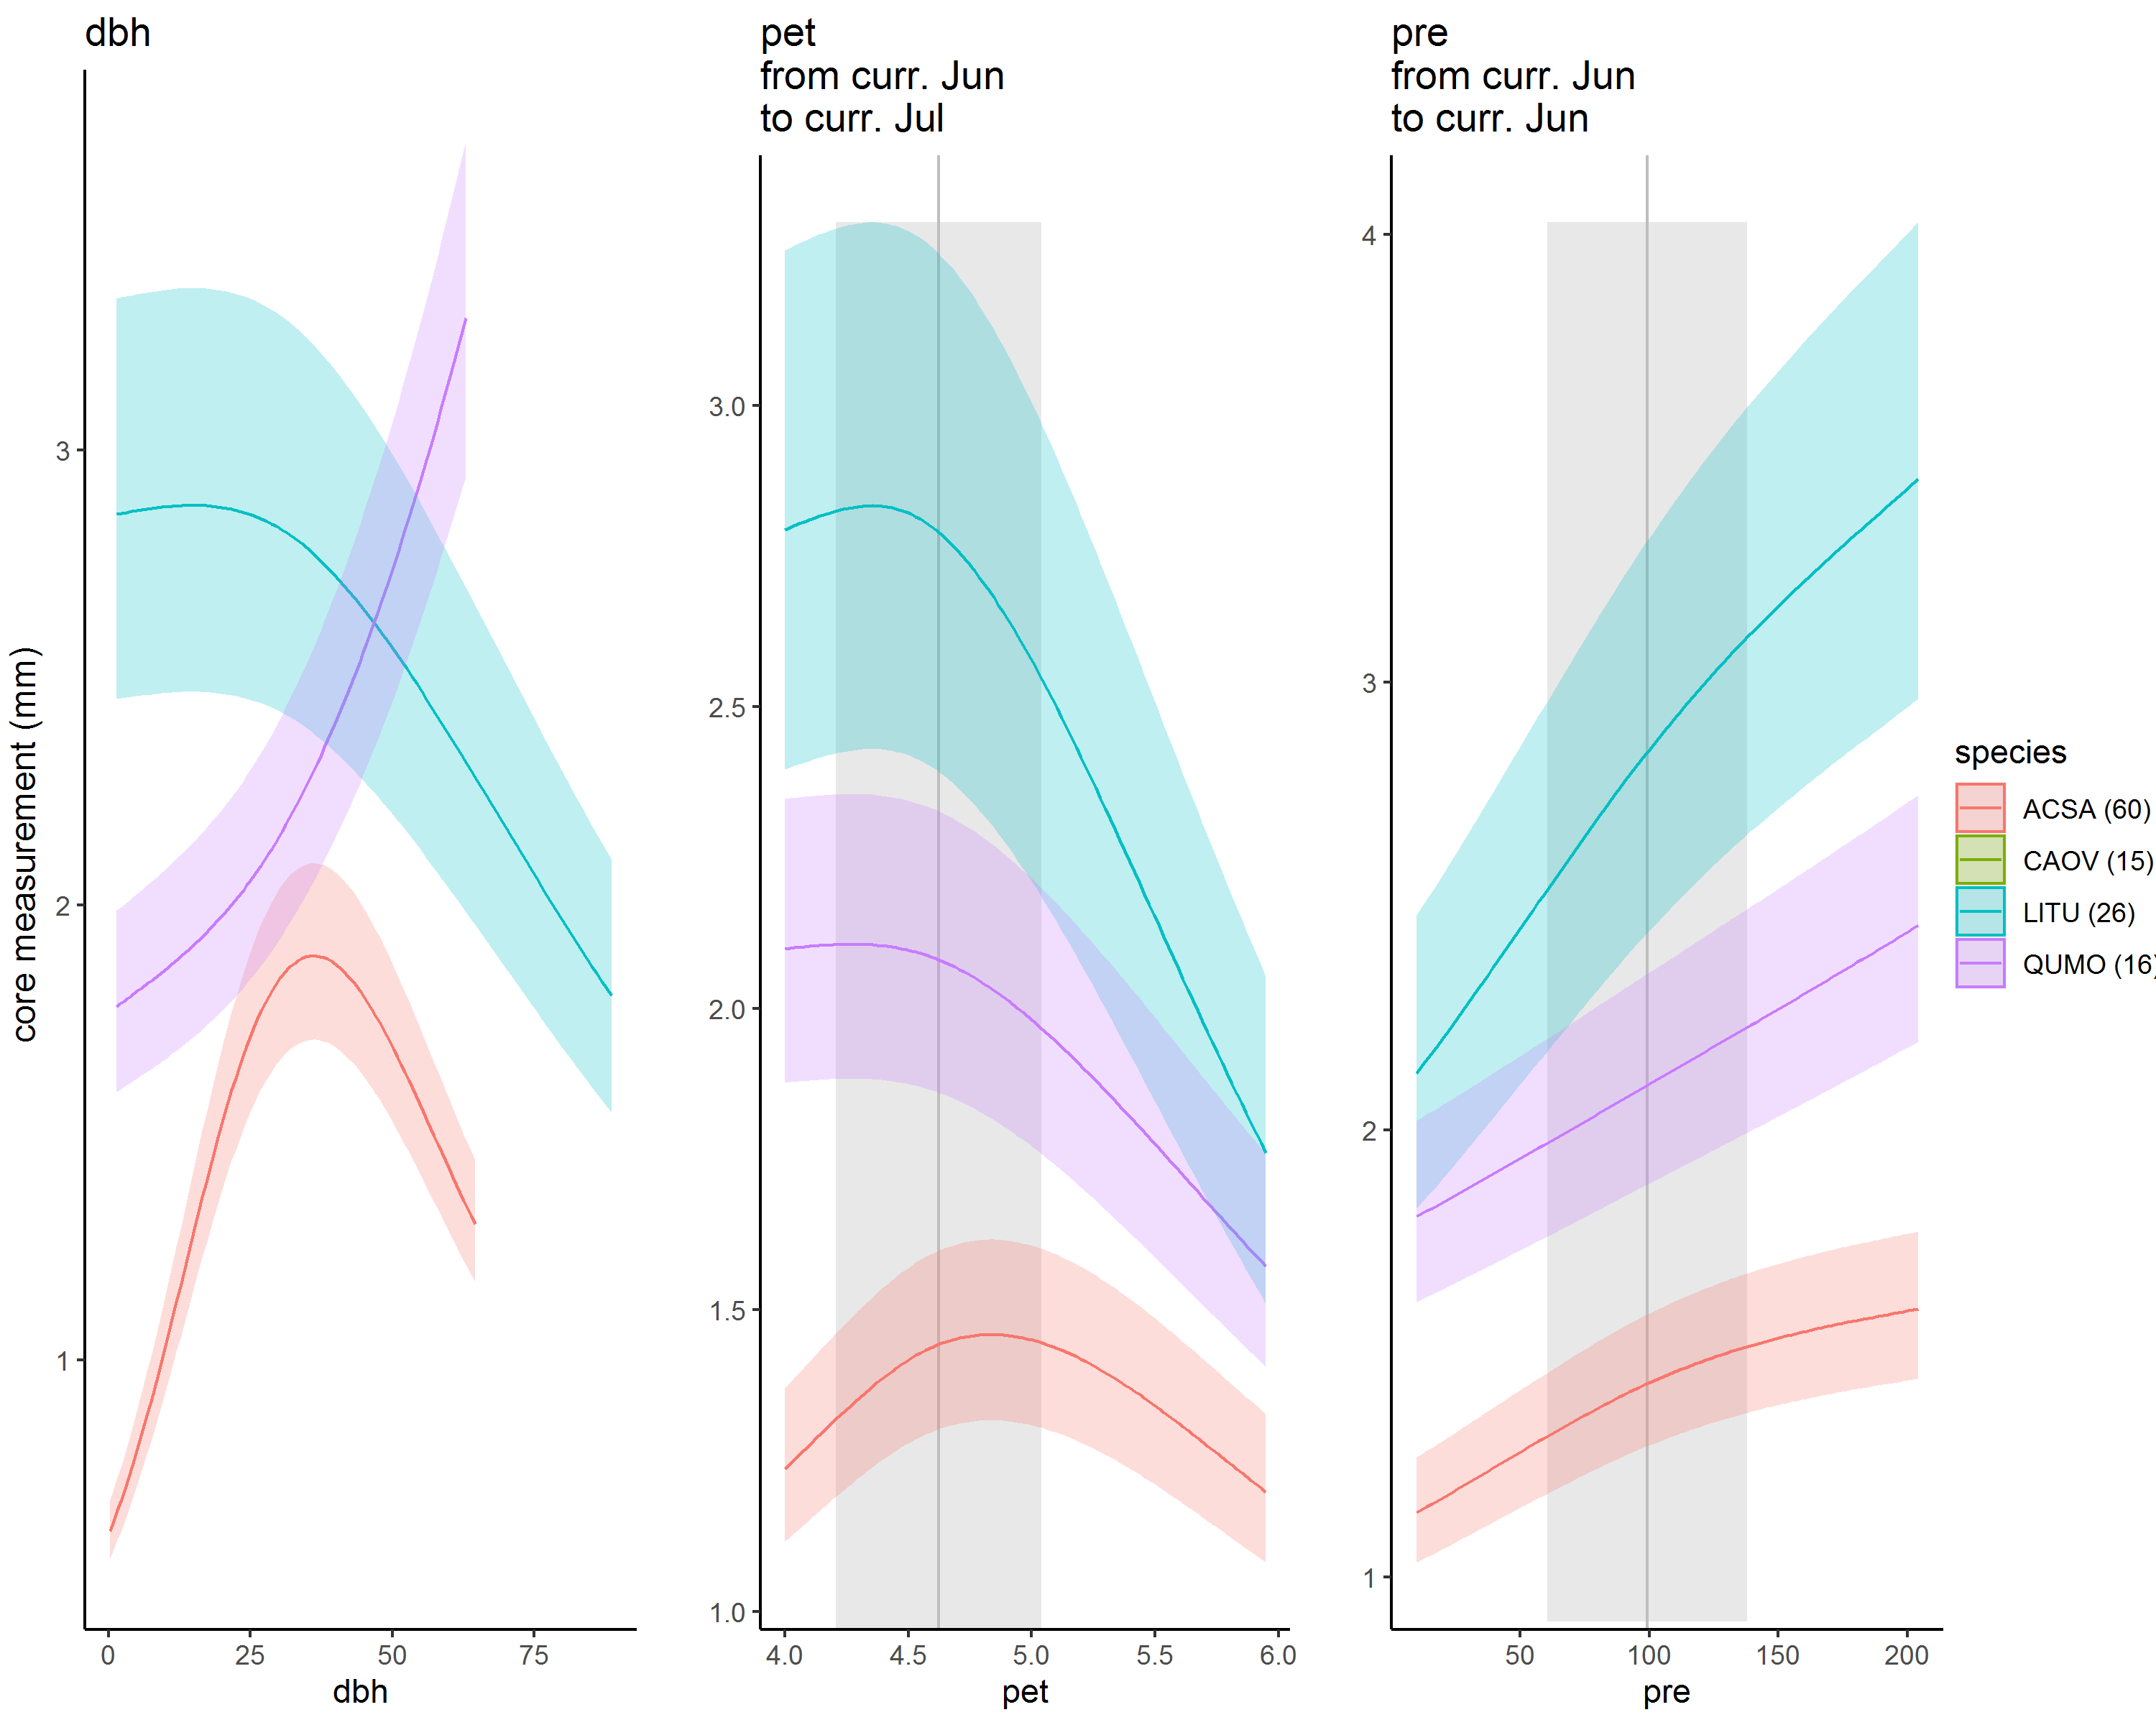 dbh
pet
from curr. Jun
to curr. Jul
pre
from curr. Jun
to curr. Jun
core measurement (mm)
3
2
1
0
25
50
75
dbh
3.0
2.5
2.0
1.5
1.0
4.0
4.5
5.0
5.5
6.0
pet
4
3
2
1
50
100
150
200
pre
species
ACSA (60)
CAOV (15)
LITU (26)
QUMO (16)